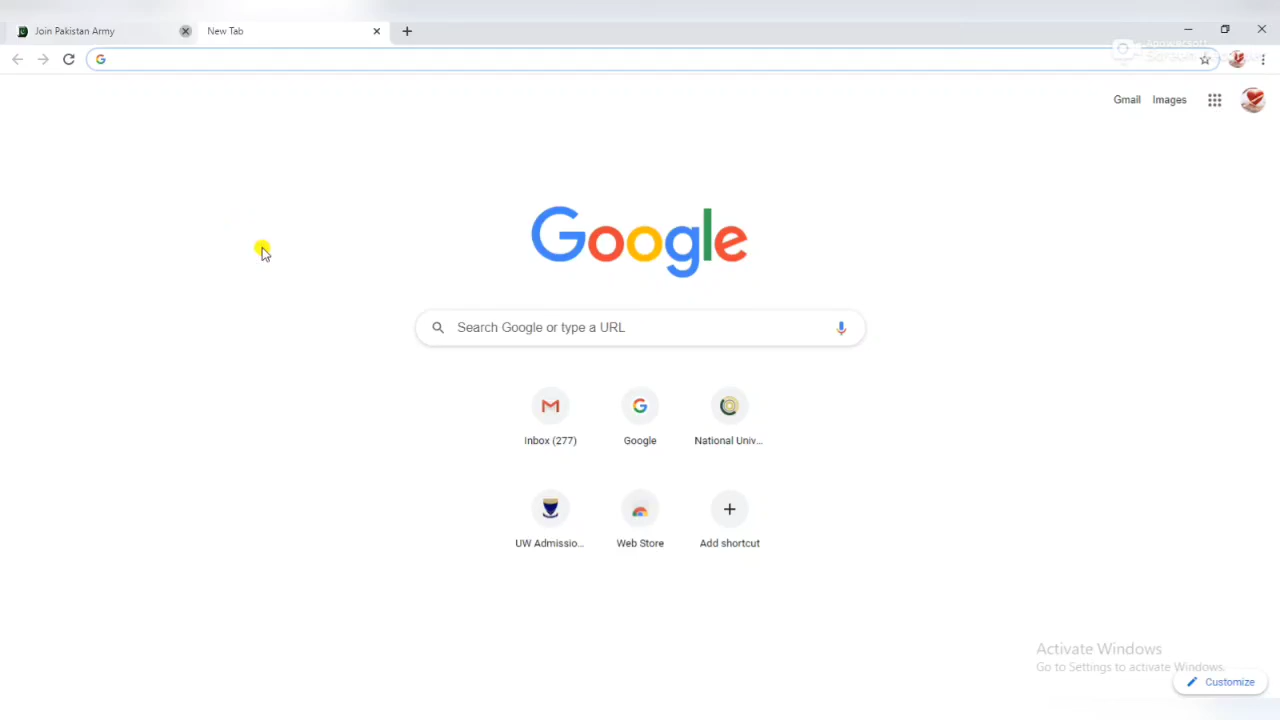 Join Pakistan Army
New Tab
Gmail Images
Google
Search Google or type a URL
Inbox (277)
Google
National Univ...
UW Admissio...
Web Store
Add shortcut
Activate Windows
Go to Settings to activate Windows.
Customize